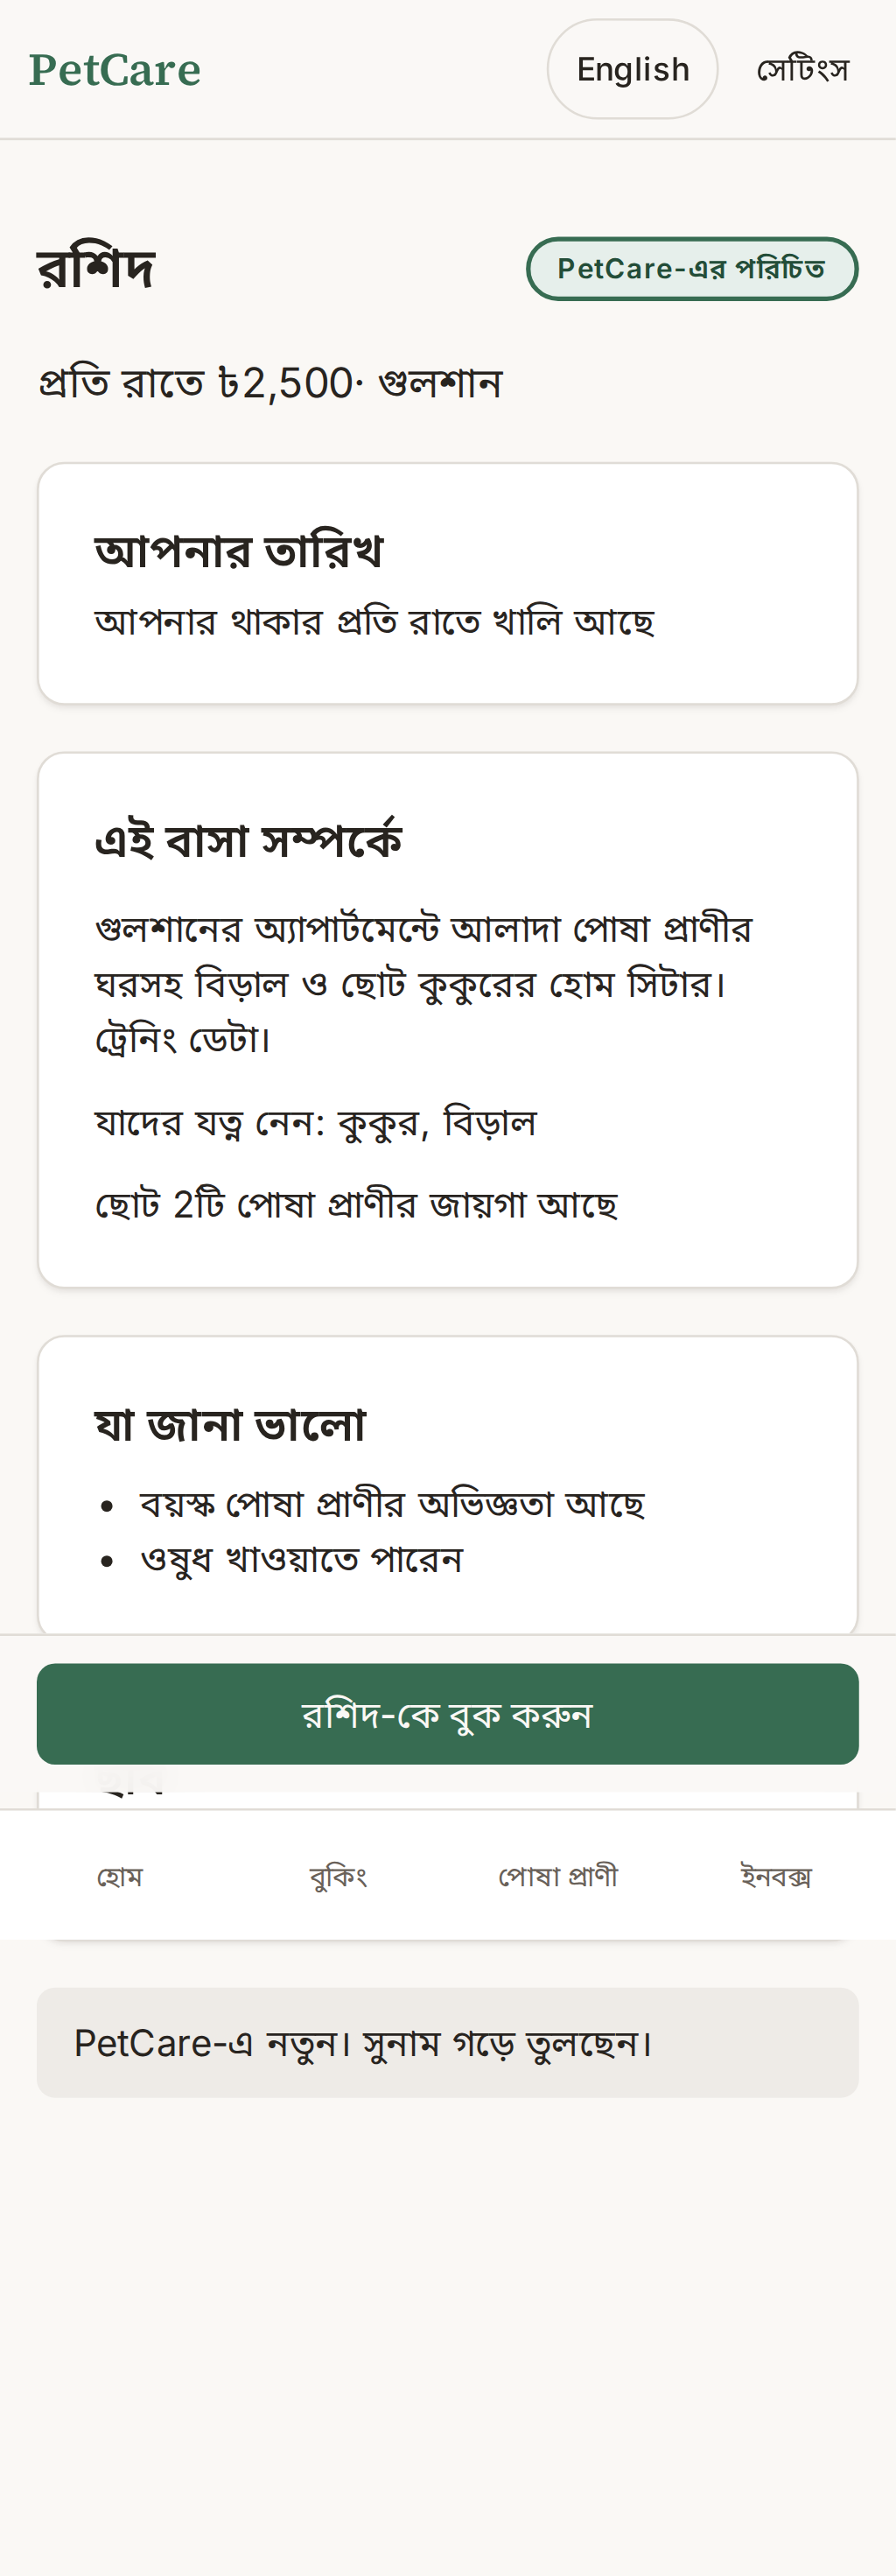 PetCare
English
সেটিংস
রশিদ
PetCare-এর পরিচিত
প্রতি রাতে ৳2,500· গুলশান
আপনার তারিখ
আপনার থাকার প্রতি রাতে খালি আছে
এই বাসা সম্পর্কে
গুলশানের অ্যাপার্টমেন্টে আলাদা পোষা প্রাণীর
ঘরসহ বিড়াল ও ছোট কুকুরের হোম সিটার।
ট্রেনিং ডেটা।
যাদের যত্ন নেন: কুকুর, বিড়াল
ছোট 2টি পোষা প্রাণীর জায়গা আছে
যা জানা ভালো
• বয়স্ক পোষা প্রাণীর অভিজ্ঞতা আছে
• ওষুধ খাওয়াতে পারেন
রশিদ-কে বুক করুন
হোম
বুকিং
পোষা প্রাণী
ইনবক্স
PetCare-এ নতুন। সুনাম গড়ে তুলছেন।